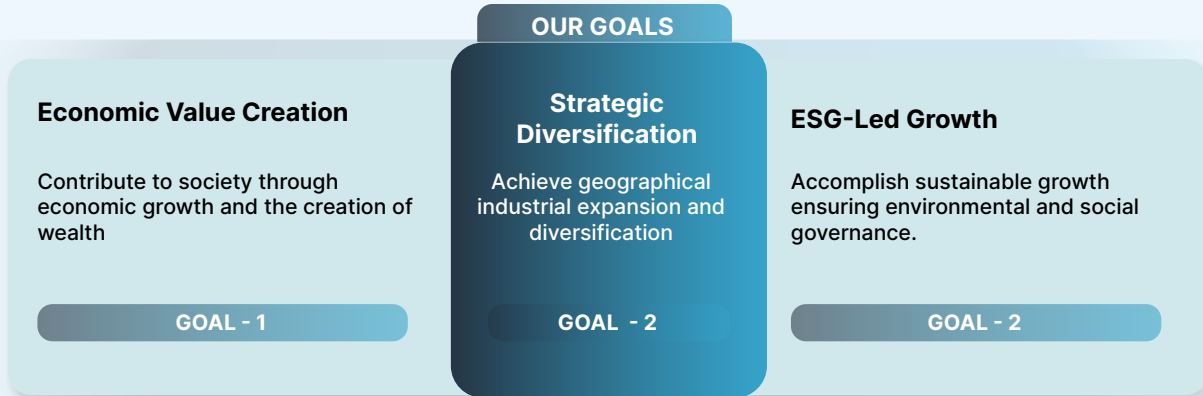 OUR GOALS
Economic Value Creation
Contribute to society through
economic growth and the creation of
wealth
GOAL - 1
Strategic
Diversification
Achieve geographical
industrial expansion and
diversification
GOAL - 2
ESG-Led Growth
Accomplish sustainable growth
ensuring environmental and social
governance.
GOAL - 2